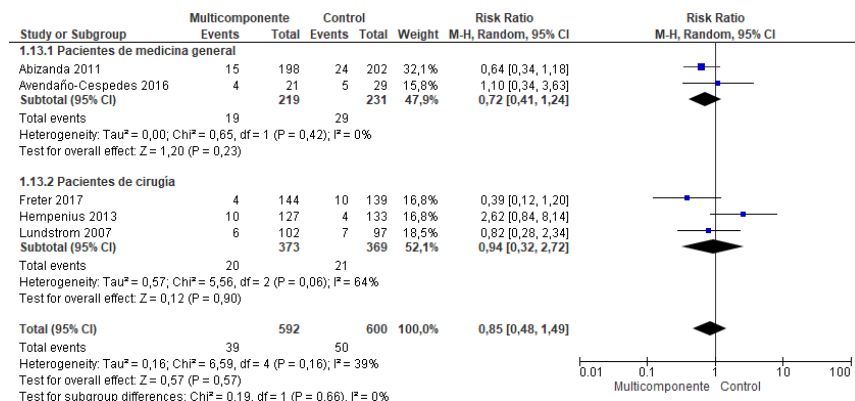 Multicomponente Control Risk Ratio Risk Ratio
Study or Subgroup Events Total Events Total Weight M-H, Random, 95% CI M-H, Random, 95% CI
1.13.1 Pacientes de medicina general
Abizanda 2011 15 198 24 202 32,1% 0,64 [0,34, 1,18]
Avendaño-Cespedes 2016 4 21 5 29 15,8% 1,10 [0,34, 3,63]
Subtotal (95% CI) 219 231 47,9% 0,72 [0,41, 1,24]
Total events 19 29
Heterogeneity: Tau² = 0,00; Chi² = 0,65, df = 1 (P = 0,42); I² = 0%
Test for overall effect: Z = 1,20 (P = 0,23)
1.13.2 Pacientes de cirugía
Freter 2017 4 144 10 139 16,8% 0,39 [0,12, 1,20]
Hempenius 2013 10 127 4 133 16,8% 2,62 [0,84, 8,14]
Lundstrom 2007 6 102 7 97 18,5% 0,82 [0,28, 2,34]
Subtotal (95% CI) 373 369 52,1% 0,94 [0,32, 2,72]
Total events 20 21
Heterogeneity: Tau² = 0,57; Chi² = 5,56, df = 2 (P = 0,06); I² = 64%
Test for overall effect: Z = 0,12 (P = 0,90)
Total (95% CI) 592 600 100,0% 0,85 [0,48, 1,49]
Total events 39 50
Heterogeneity: Tau² = 0,16; Chi² = 6,59, df = 4 (P = 0,16); I² = 39%
Test for overall effect: Z = 0,57 (P = 0,57)
Test for subgroup differences: Chi² = 0,19, df = 1 (P = 0,66), I² = 0%
0.01 0.1 1 10 100
Multicomponente Control